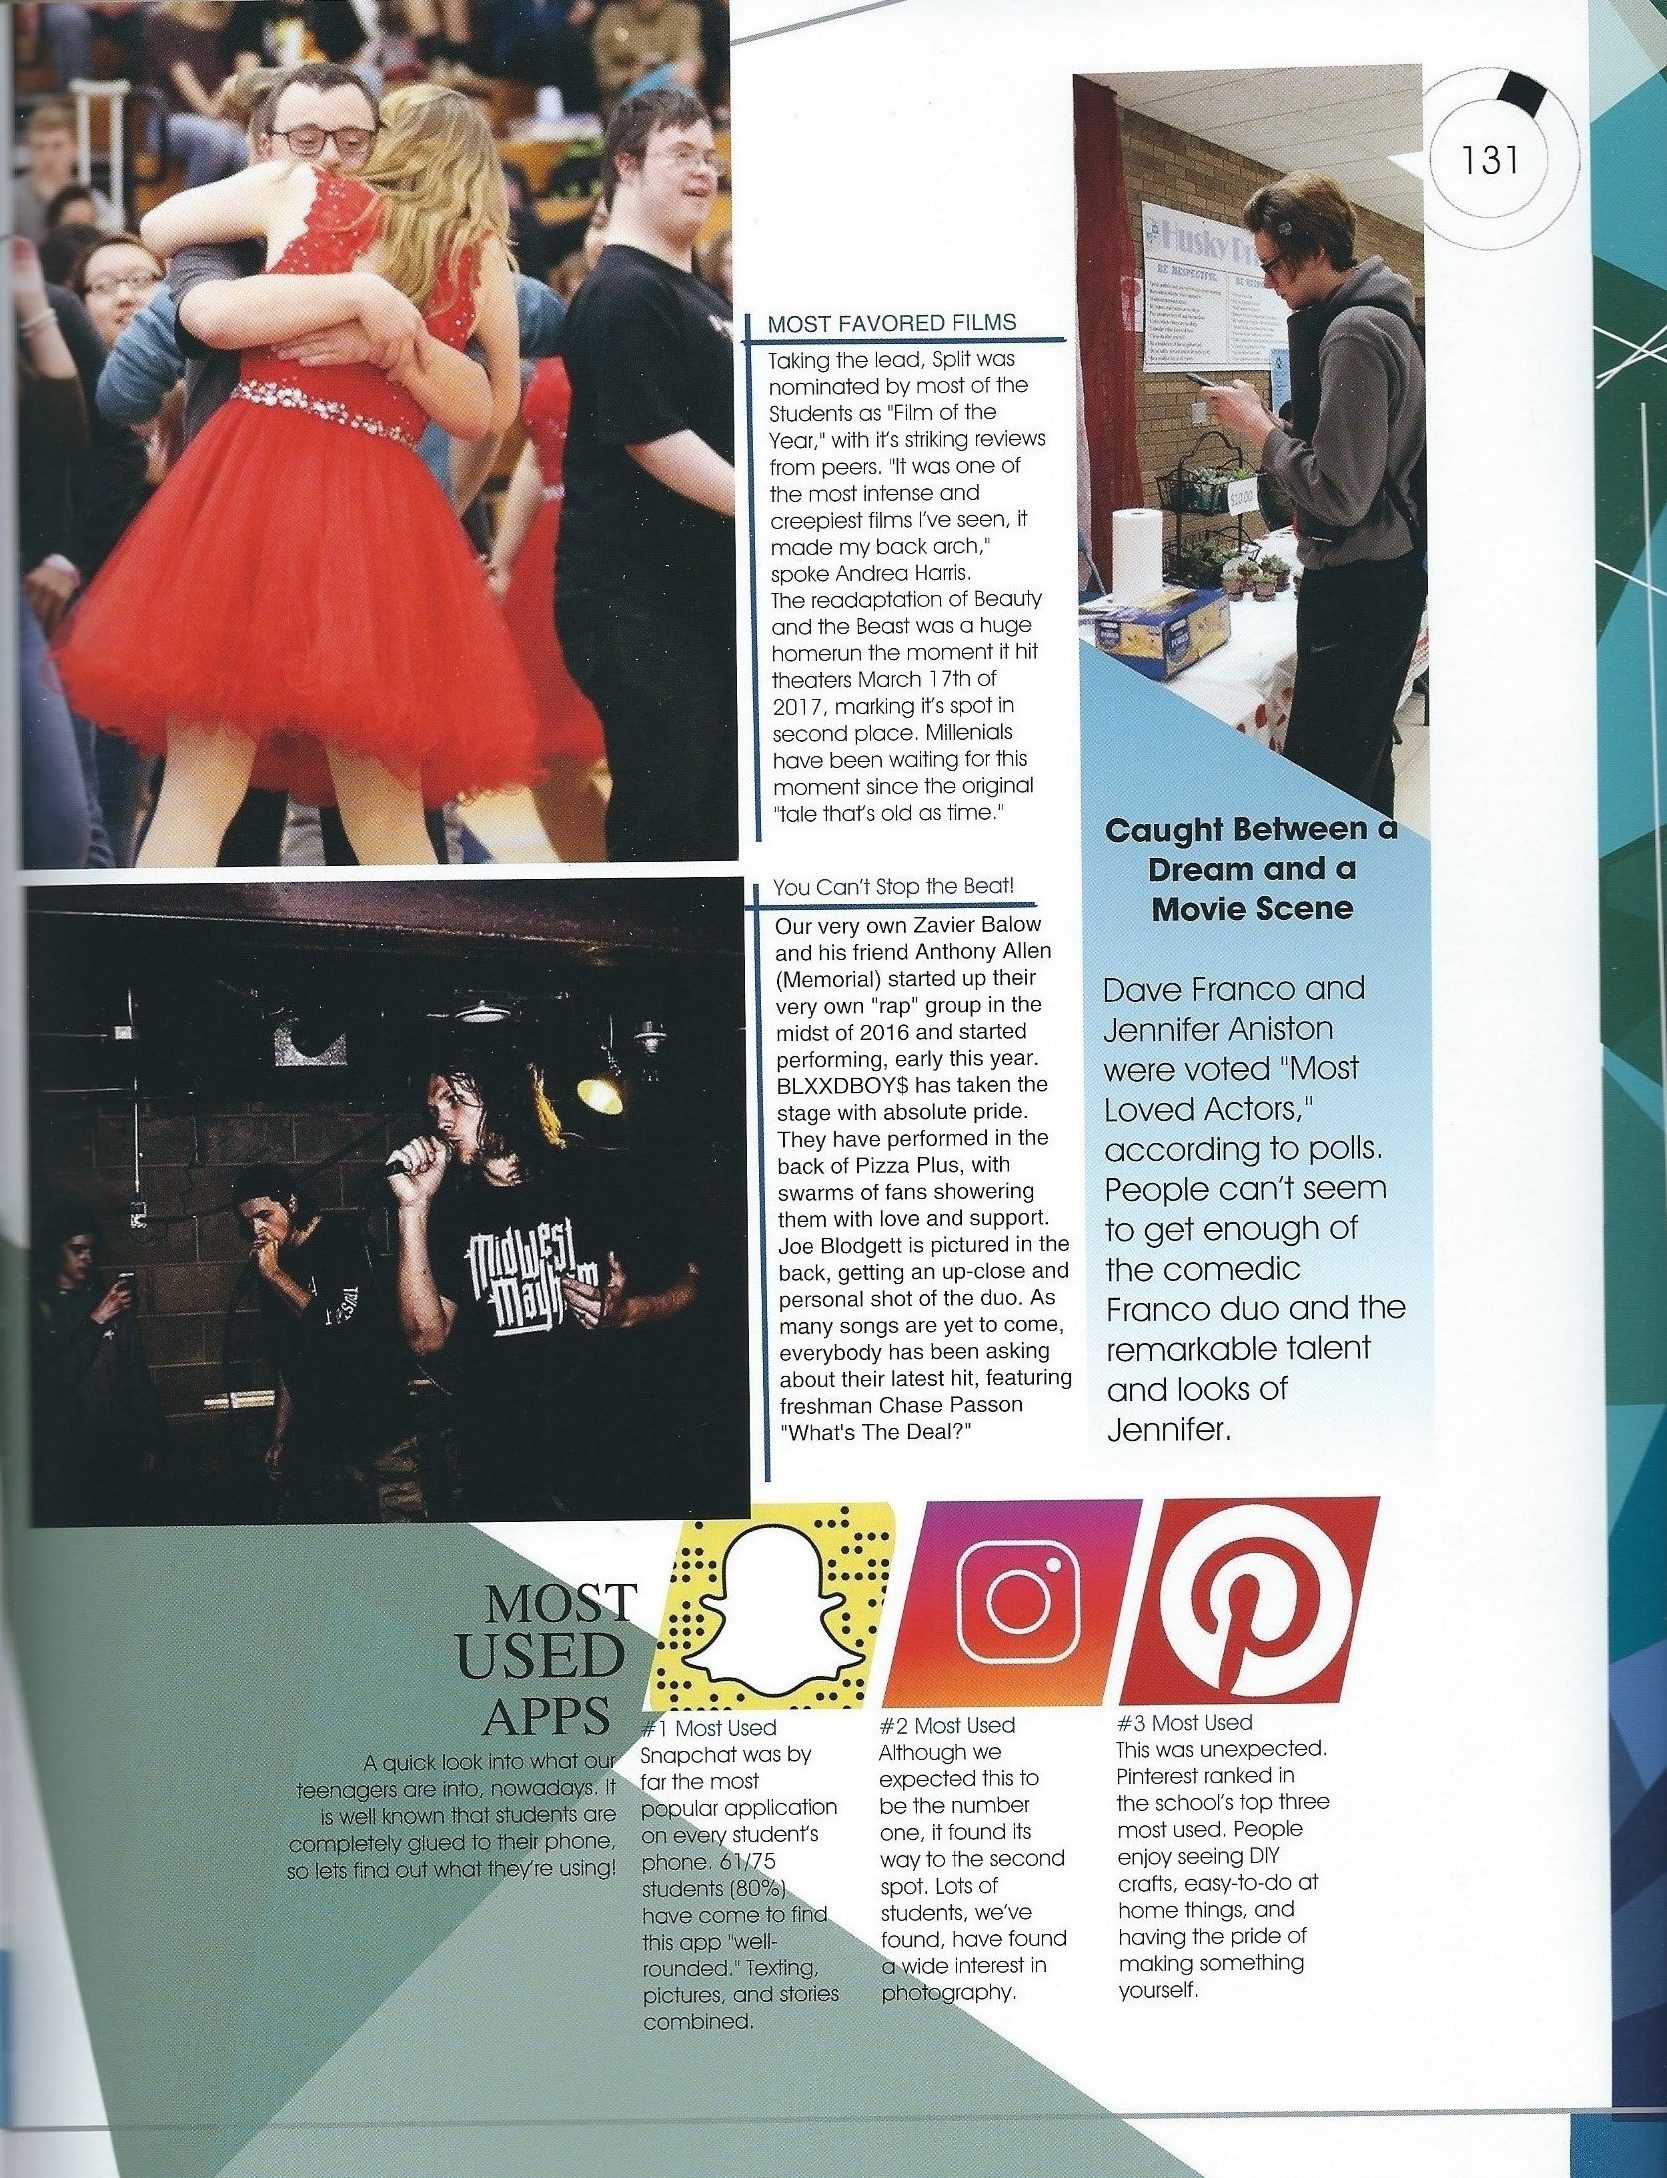 131
Husky
BE RESPECTFUL
$10.00
MOST FAVORED FILMS
Taking the lead, Split was
nominated by most of the
Students as "Film of the
Year," with it's striking reviews
from peers. "It was one of
the most intense and
creepiest films I've seen, it
made my back arch,"
spoke Andrea Harris.
The readaptation of Beauty
and the Beast was a huge
homerun the moment it hit
theaters March 17th of
2017, marking it's spot in
second place. Millenials
have been waiting for this
moment since the original
"tale that's old as time."
You Can't Stop the Beat!
Our very own Zavier Balow
and his friend Anthony Allen
(Memorial) started up their
very own "rap" group in the
midst of 2016 and started
performing, early this year.
BLXXDBOY$ has taken the
stage with absolute pride.
They have performed in the
back of Pizza Plus, with
swarms of fans showering
them with love and support.
Joe Blodgett is pictured in the
back, getting an up-close and
personal shot of the duo. As
many songs are yet to come,
everybody has been asking
about their latest hit, featuring
freshman Chase Passon
"What's The Deal?"
Midwest
Mayhem
Caught Between a
Dream and a
Movie Scene
Dave Franco and
Jennifer Aniston
were voted "Most
Loved Actors,"
according to polls.
People can't seem
to get enough of
the comedic
Franco duo and the
remarkable talent
and looks of
Jennifer.
MOST
USED
APPS
A quick look into what our
teenagers are into, nowadays. It
is well known that students are
completely glued to their phone,
so lets find out what they're using!
#1 Most Used
Snapchat was by
far the most
popular application
on every student's
phone. 61/75
students (80%)
have come to find
this app "well-
rounded." Texting,
pictures, and stories
combined.
#2 Most Used
Although we
expected this to
be the number
one, it found its
way to the second
spot. Lots of
students, we've
found, have found
a wide interest in
photography.
#3 Most Used
This was unexpected.
Pinterest ranked in
the school's top three
most used. People
enjoy seeing DIY
crafts, easy-to-do at
home things, and
having the pride of
making something
yourself.